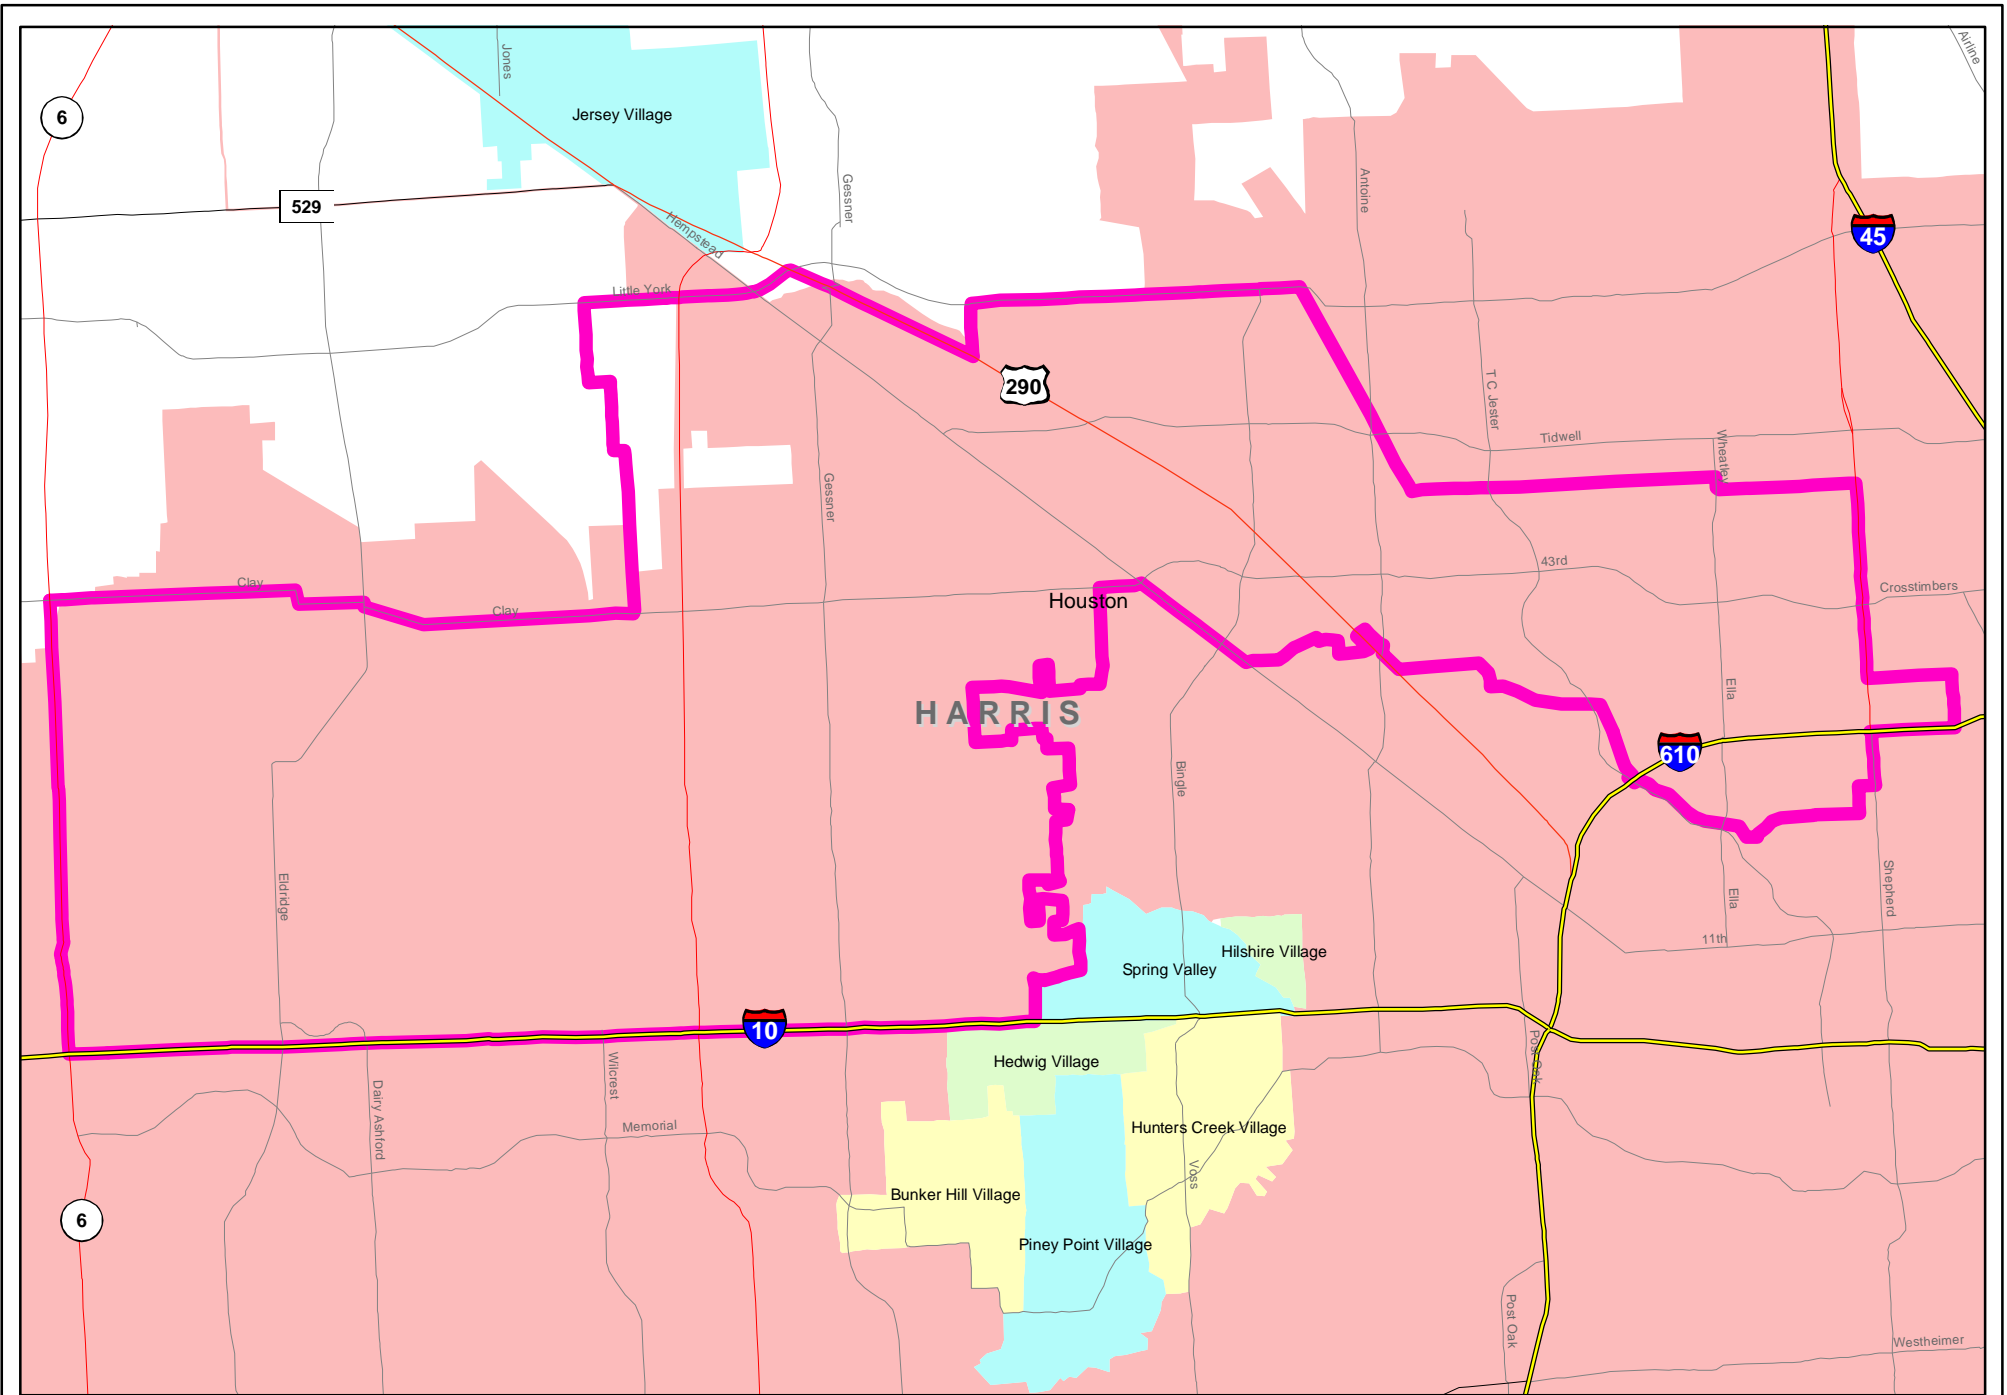 Airline
Jones
6
Jersey Village
Gessner
Antoine
529
Hempstead
45
Little York
290
T C Jester
Tidwell
Wheatley
Gessner
43rd
Clay
Crosstimbers
Clay
Houston
HARRIS
Ella
610
Bingle
Eldridge
Shepherd
Ella
11th
Hilshire Village
Spring Valley
10
Post Oak
Hedwig Village
Wilcrest
Dairy Ashford
Memorial
Hunters Creek Village
Voss
Bunker Hill Village
6
Piney Point Village
Post Oak
Westheimer